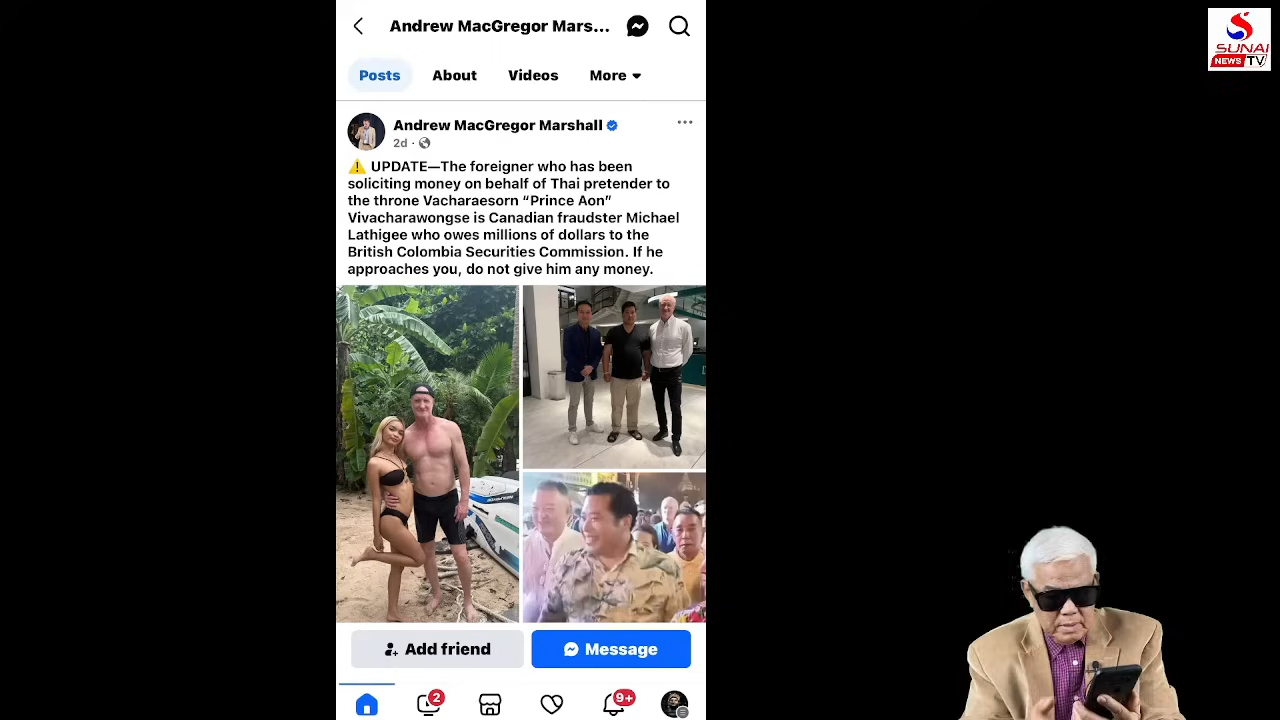 Andrew MacGregor Mars...
SUNAI
NEWS TV
Posts About Videos More
Andrew MacGregor Marshall
2d ·
⚠️ UPDATE—The foreigner who has been
soliciting money on behalf of Thai pretender to
the throne Vacharaesorn “Prince Aon”
Vivacharawongse is Canadian fraudster Michael
Lathigee who owes millions of dollars to the
British Colombia Securities Commission. If he
approaches you, do not give him any money.
Add friend Message
2 9+